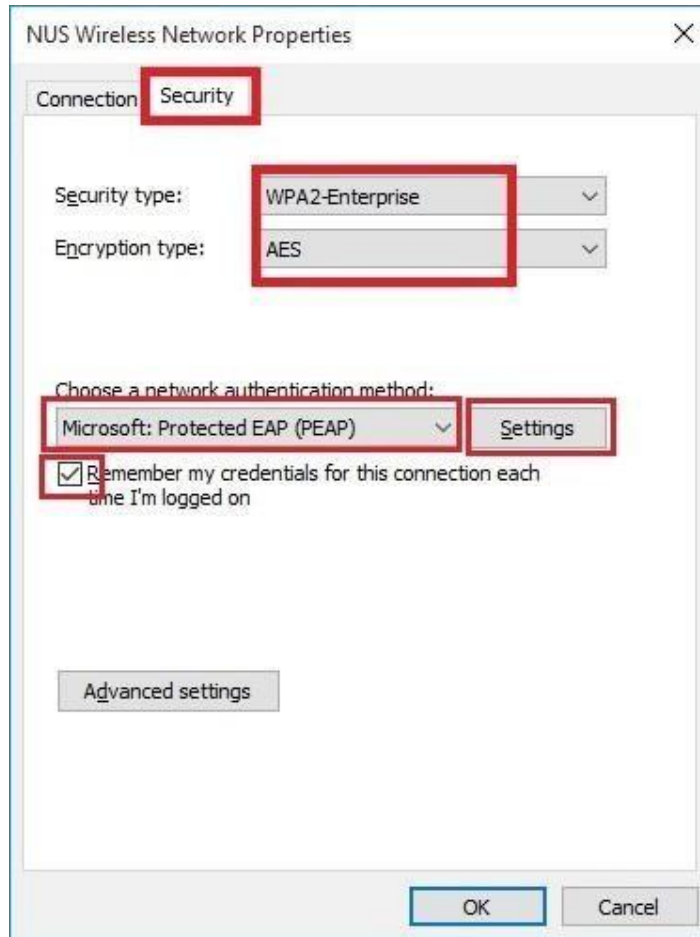 NUS Wireless Network Properties
Connection Security
Security type: WPA2-Enterprise
Encryption type: AES
Choose a network authentication method:
Microsoft: Protected EAP (PEAP) Settings
Remember my credentials for this connection each
time I'm logged on
Advanced settings
OK Cancel